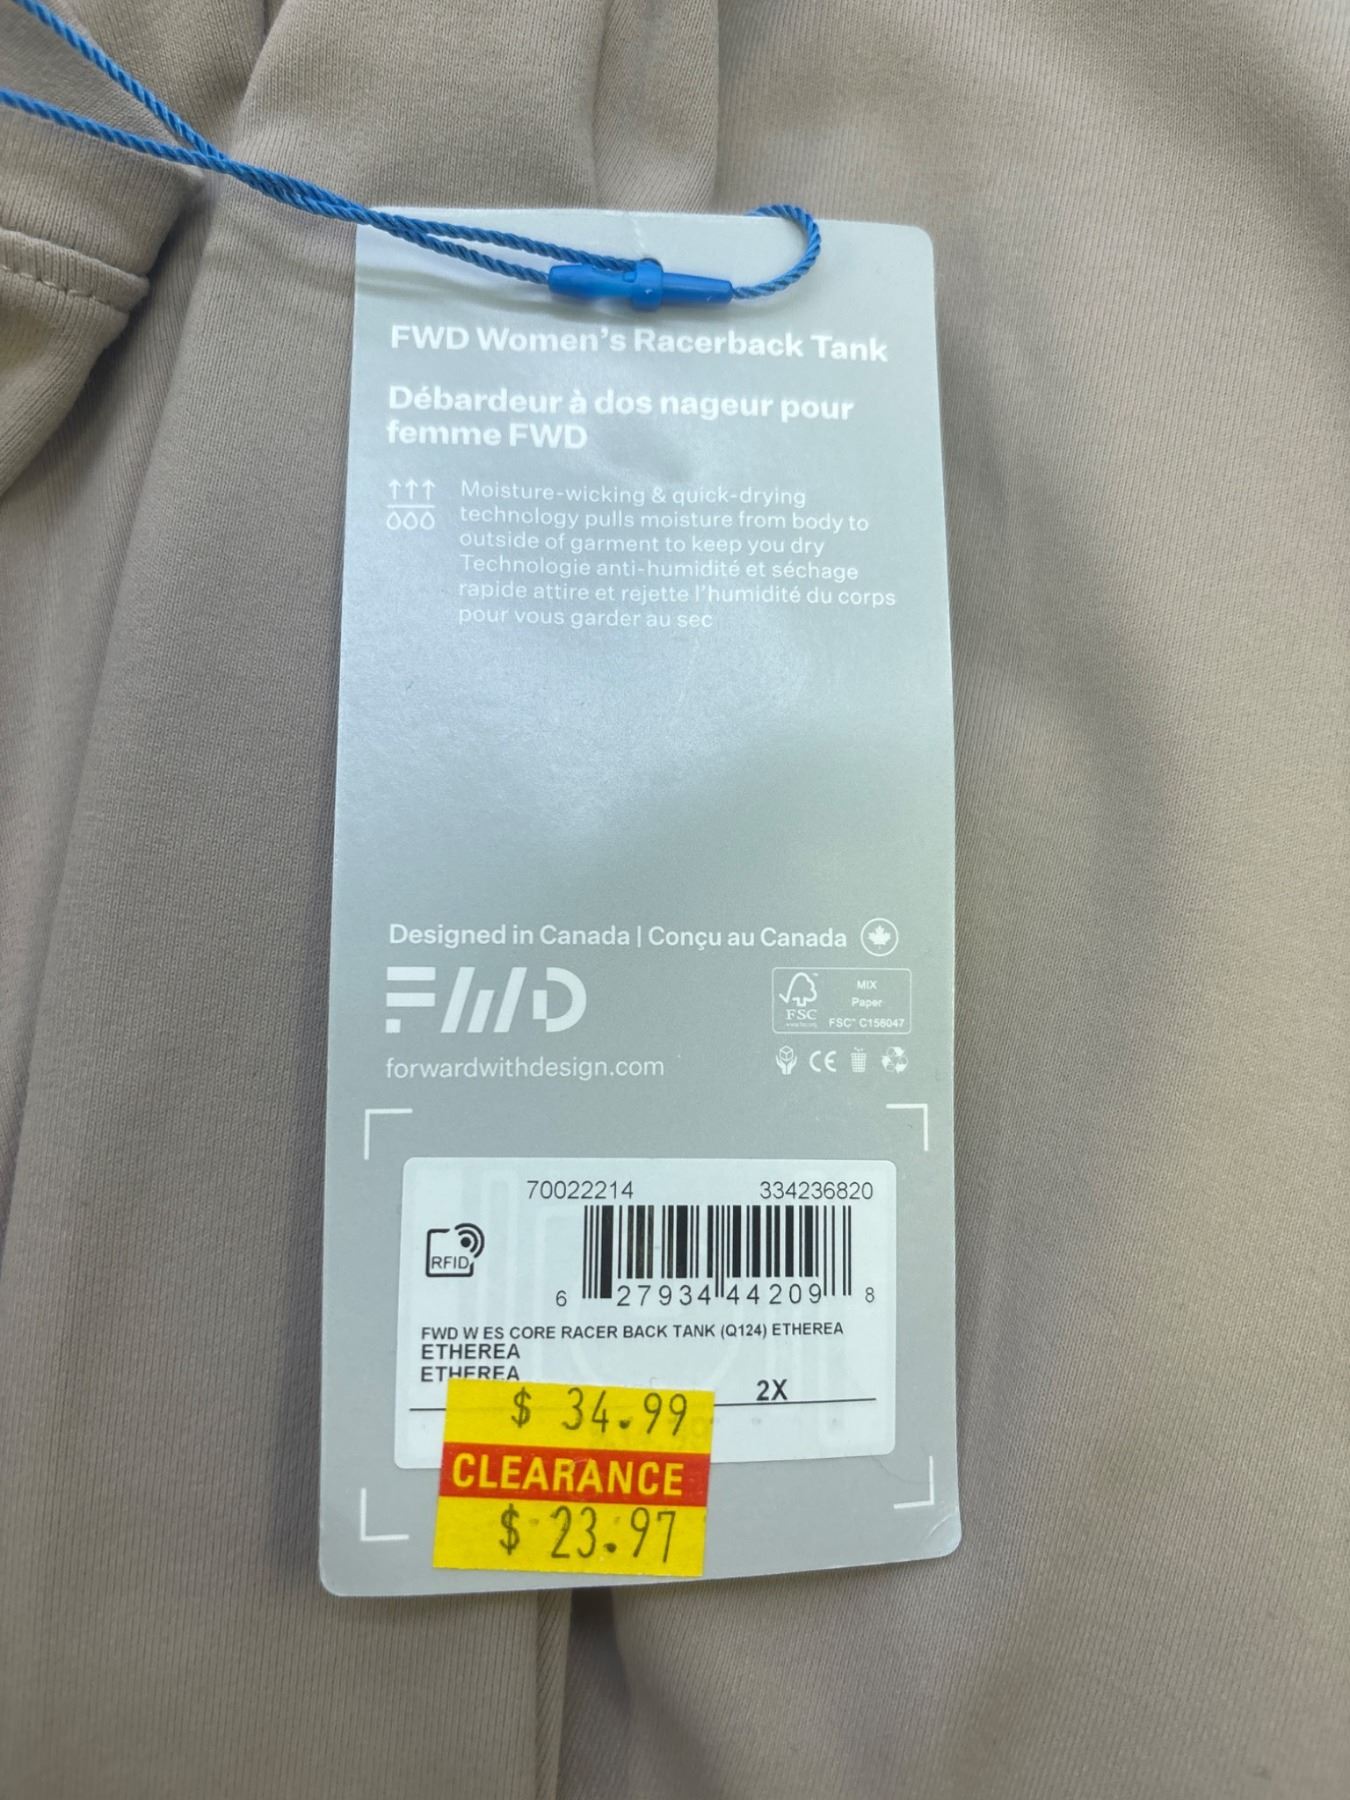 FWD Women's Racerback Tank
Débardeur à dos nageur pour
femme FWD
Moisture-wicking & quick-drying
technology pulls moisture from body to
outside of garment to keep you dry
Technologie anti-humidité et séchage
rapide attire et rejette l'humidité du corps
pour vous garder au sec
Designed in Canada | Conçu au Canada
FWD
forwardwithdesign.com
FSC
MIX
Paper
FSC™ C156047
CE
70022214 334236820
RFID
6 27934 44209 8
FWD W ES CORE RACER BACK TANK (Q124) ETHEREA
ETHEREA
ETHEREA
2X
$ 34.99
CLEARANCE
$ 23.97